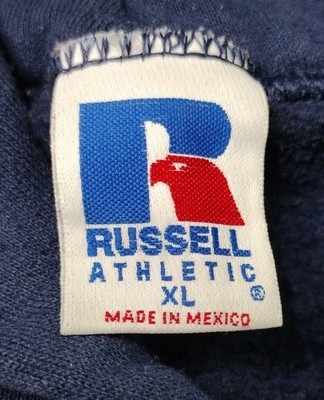 R
RUSSELL
ATHLETIC
XL ®
MADE IN MEXICO